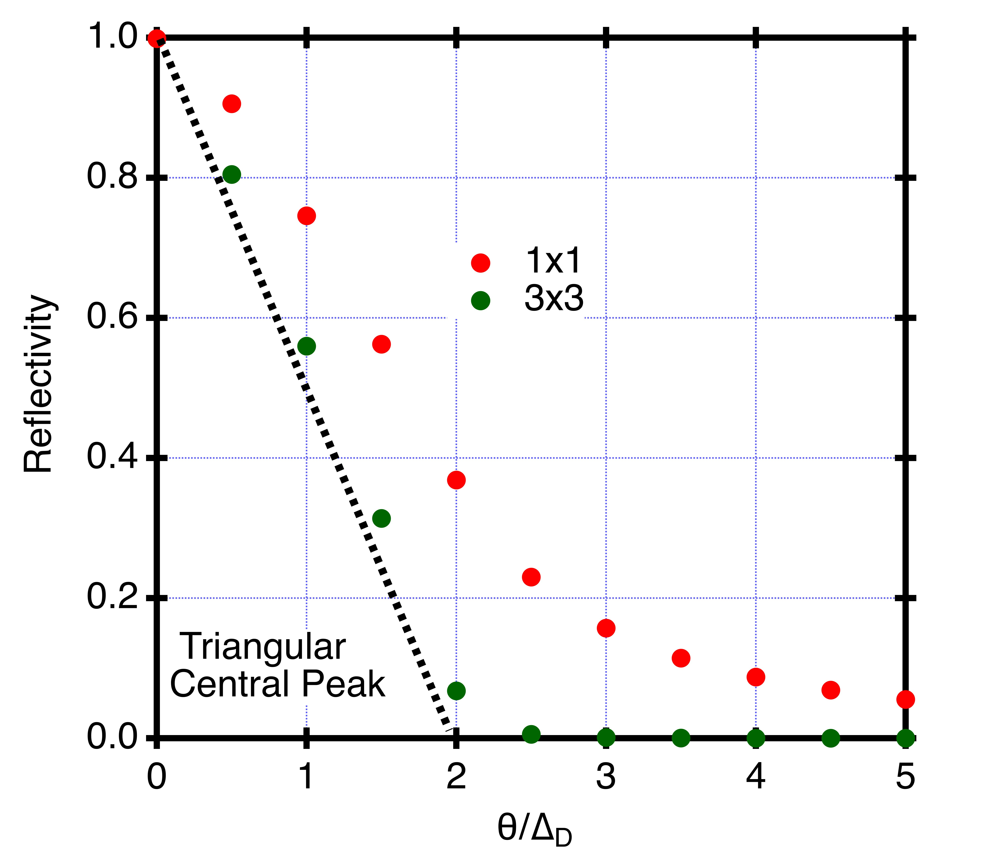 1.0
0.8
0.6
0.4
0.2
0.0
Reflectivity
1x1
3x3
Triangular
Central Peak
0 1 2 3 4 5
θ/Δ_D